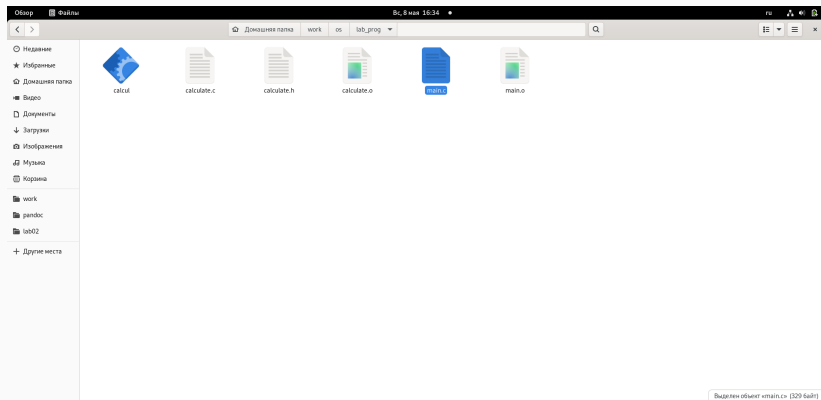 Обзор Файлы Вс, 8 мая 16:34 ru
Домашняя папка work os lab_prog
Недавние
Избранные
Домашняя папка
Видео
Документы
Загрузки
Изображения
Музыка
Корзина
work
pandoc
lab02
+ Другие места
calcul calculate.c calculate.h calculate.o main.c main.o
Выделен объект «main.c» (329 байт)